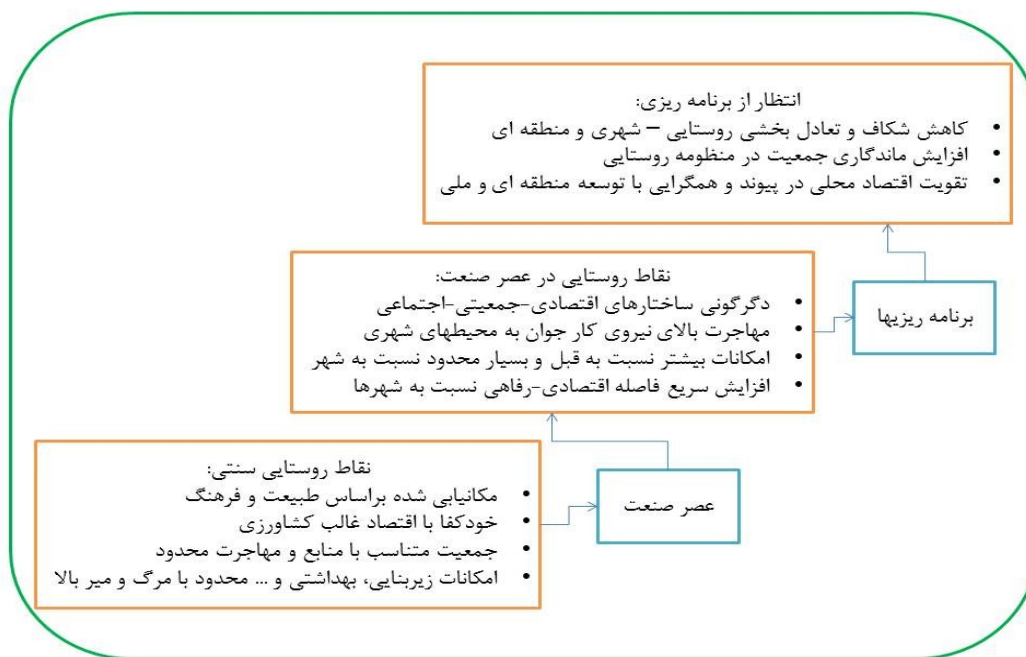 انتظار از برنامه ریزی:
• کاهش شکاف و تعادل بخشی روستایی – شهری و منطقه ای
• افزایش ماندگاری جمعیت در منظومه روستایی
• تقویت اقتصاد محلی در پیوند و همگرایی با توسعه منطقه ای و ملی
برنامه ریزیها
نقاط روستایی در عصر صنعت:
• دگرگونی ساختارهای اقتصادی-جمعیتی-اجتماعی
• مهاجرت بالای نیروی کار جوان به محیطهای شهری
• امکانات بیشتر نسبت به قبل و بسیار محدود نسبت به شهر
• افزایش سریع فاصله اقتصادی-رفاهی نسبت به شهرها
عصر صنعت
نقاط روستایی سنتی:
• مکانیابی شده براساس طبیعت و فرهنگ
• خودکفا با اقتصاد غالب کشاورزی
• جمعیت متناسب با منابع و مهاجرت محدود
• امکانات زیربنایی، بهداشتی و ... محدود با مرگ و میر بالا